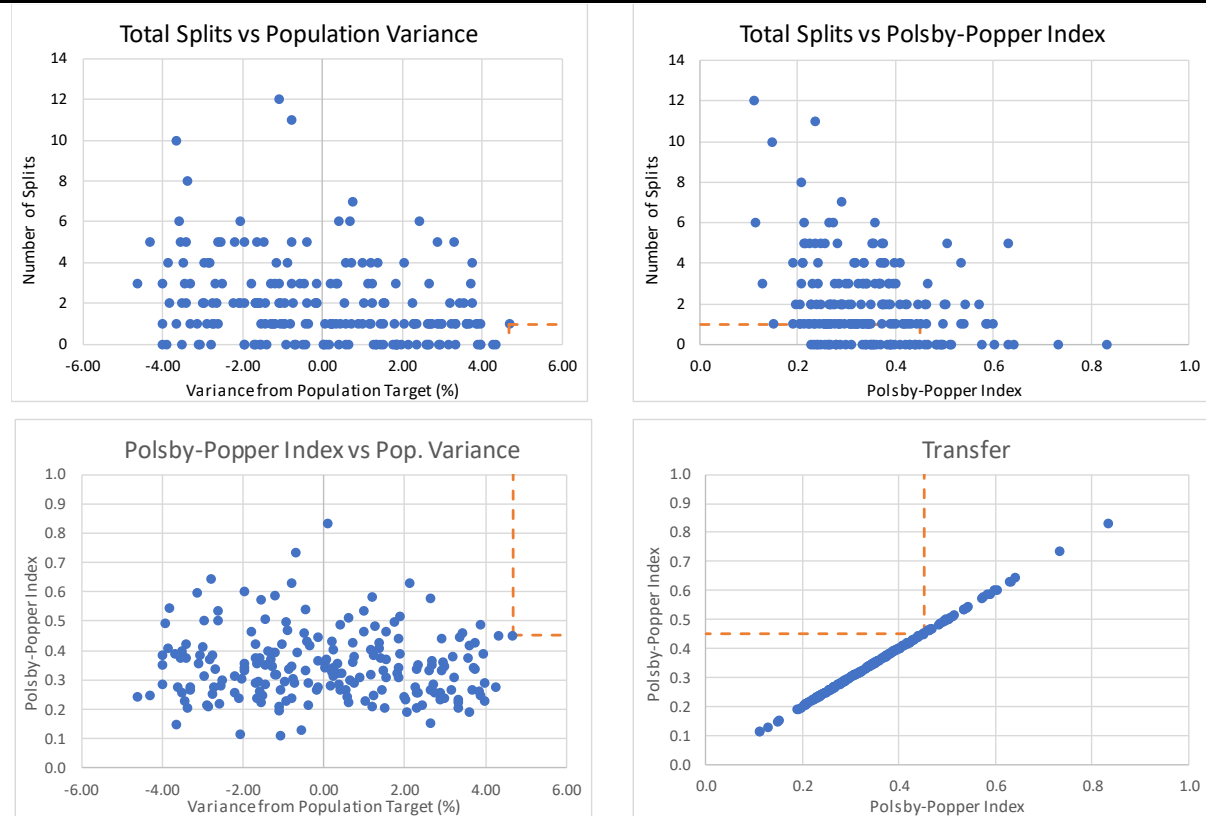 Total Splits vs Population Variance
14
12
10
8
6
4
2
0
Number of Splits
-6.00 -4.00 -2.00 0.00 2.00 4.00 6.00
Variance from Population Target (%)
Total Splits vs Polsby-Popper Index
14
12
10
8
6
4
2
0
Number of Splits
0.0 0.2 0.4 0.6 0.8 1.0
Polsby-Popper Index
Polsby-Popper Index vs Pop. Variance
1.0
0.9
0.8
0.7
0.6
0.5
0.4
0.3
0.2
0.1
0.0
Polsby-Popper Index
-6.00 -4.00 -2.00 0.00 2.00 4.00 6.00
Variance from Population Target (%)
Transfer
1.0
0.9
0.8
0.7
0.6
0.5
0.4
0.3
0.2
0.1
0.0
Polsby-Popper Index
0.0 0.2 0.4 0.6 0.8 1.0
Polsby-Popper Index